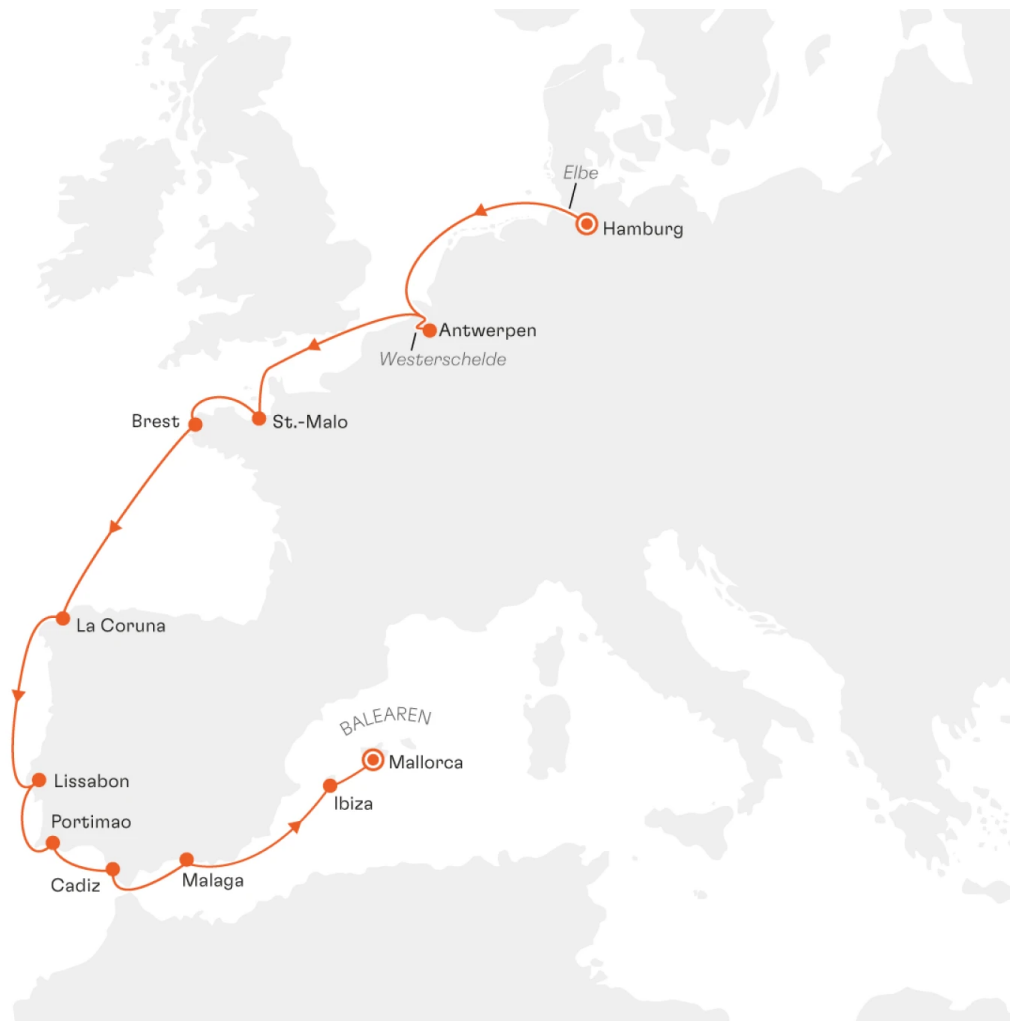 Elbe
Hamburg
Antwerpen
Westerschelde
Brest
St.-Malo
La Coruna
BALEAREN
Mallorca
Lissabon
Ibiza
Portimao
Cadiz
Malaga